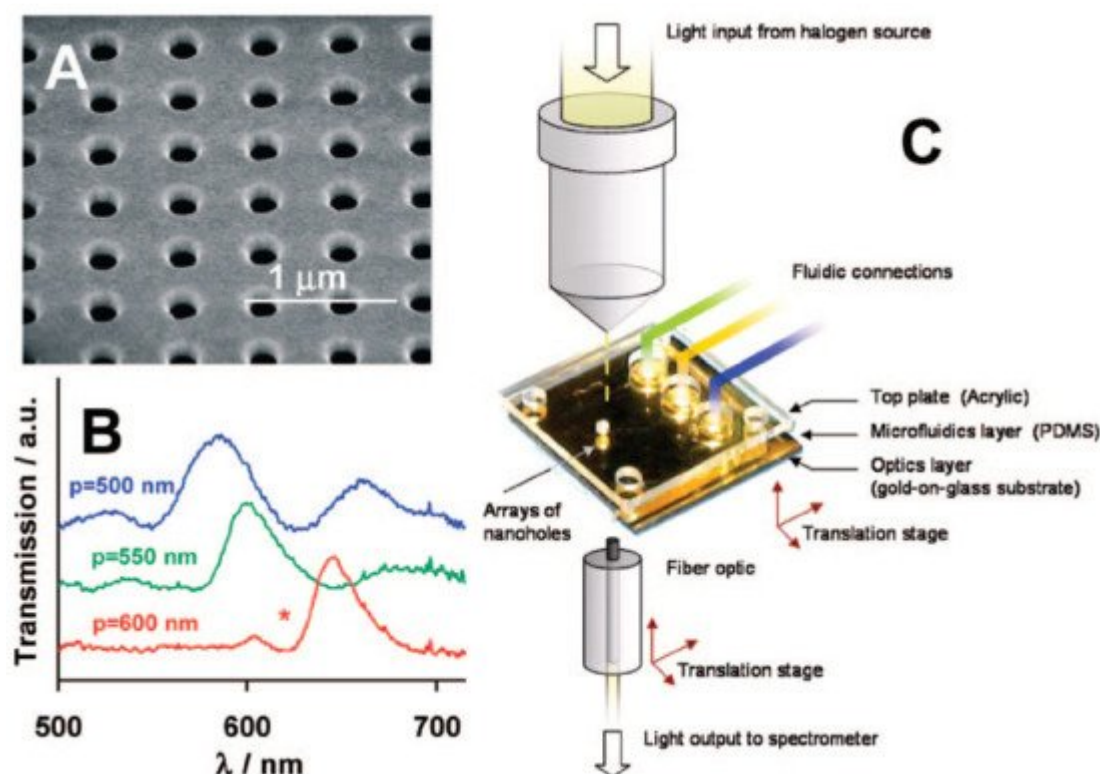 A
1 μm
B
Transmission / a.u.
p=500 nm
p=550 nm
p=600 nm
*
500
600
700
λ / nm
C
Light input from halogen source
Fluidic connections
Top plate (Acrylic)
Microfluidics layer (PDMS)
Optics layer
(gold-on-glass substrate)
Translation stage
Arrays of
nanoholes
Fiber optic
Translation stage
Light output to spectrometer